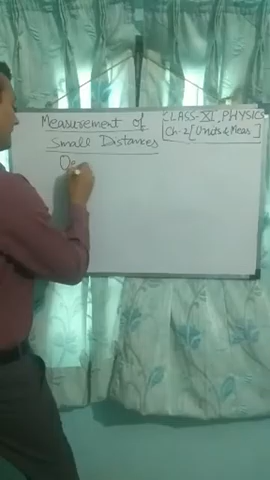 Measurement of
Small Distances
CLASS-XI, PHYSICS
Ch-2 [Units & Meas]